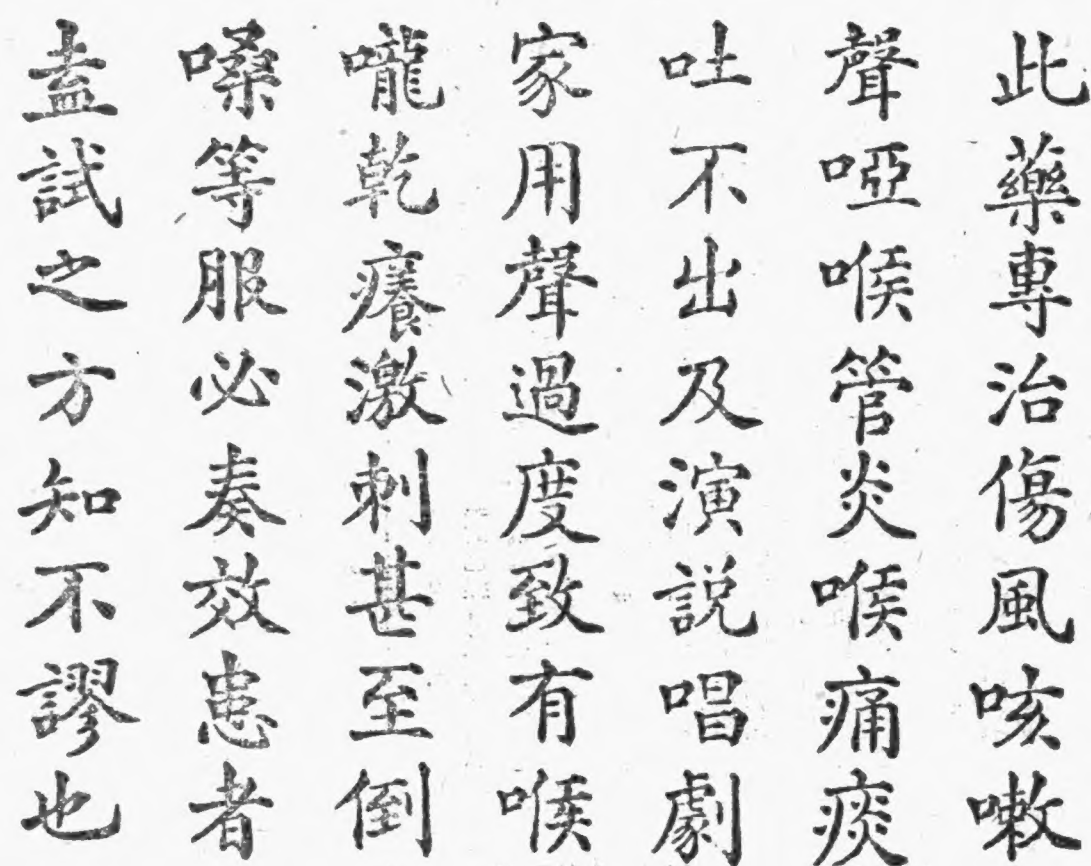 此藥專治傷風咳嗽
聲啞喉管炎喉痛痰
吐不出及演説唱劇
家用聲過度致有喉
嚨乾癢激刺甚至倒
嗓等服必奏效患者
盍試之方知不謬也